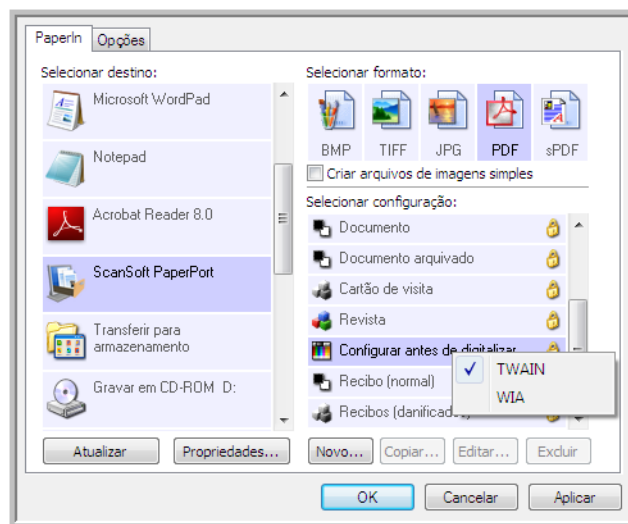 PaperIn
Opções
Selecionar destino:
Microsoft WordPad
Notepad
Acrobat Reader 8.0
ScanSoft PaperPort
Transferir para
armazenamento
Gravar em CD-ROM D:
Atualizar
Propriedades...
Selecionar formato:
BMP TIFF JPG PDF sPDF
Criar arquivos de imagens simples
Selecionar configuração:
Documento
Documento arquivado
Cartão de visita
Revista
Configurar antes de digitalizar
TWAIN
WIA
Recibo (normal)
Recibos (danificados)
Novo... Copiar... Editar... Excluir
OK Cancelar Aplicar